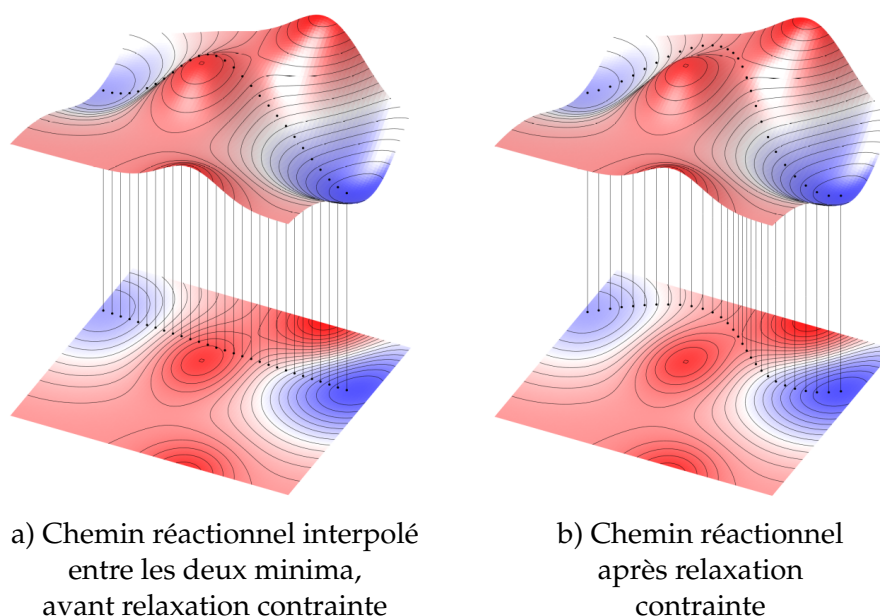 a) Chemin réactionnel interpolé
entre les deux minima,
avant relaxation contrainte
b) Chemin réactionnel
après relaxation
contrainte